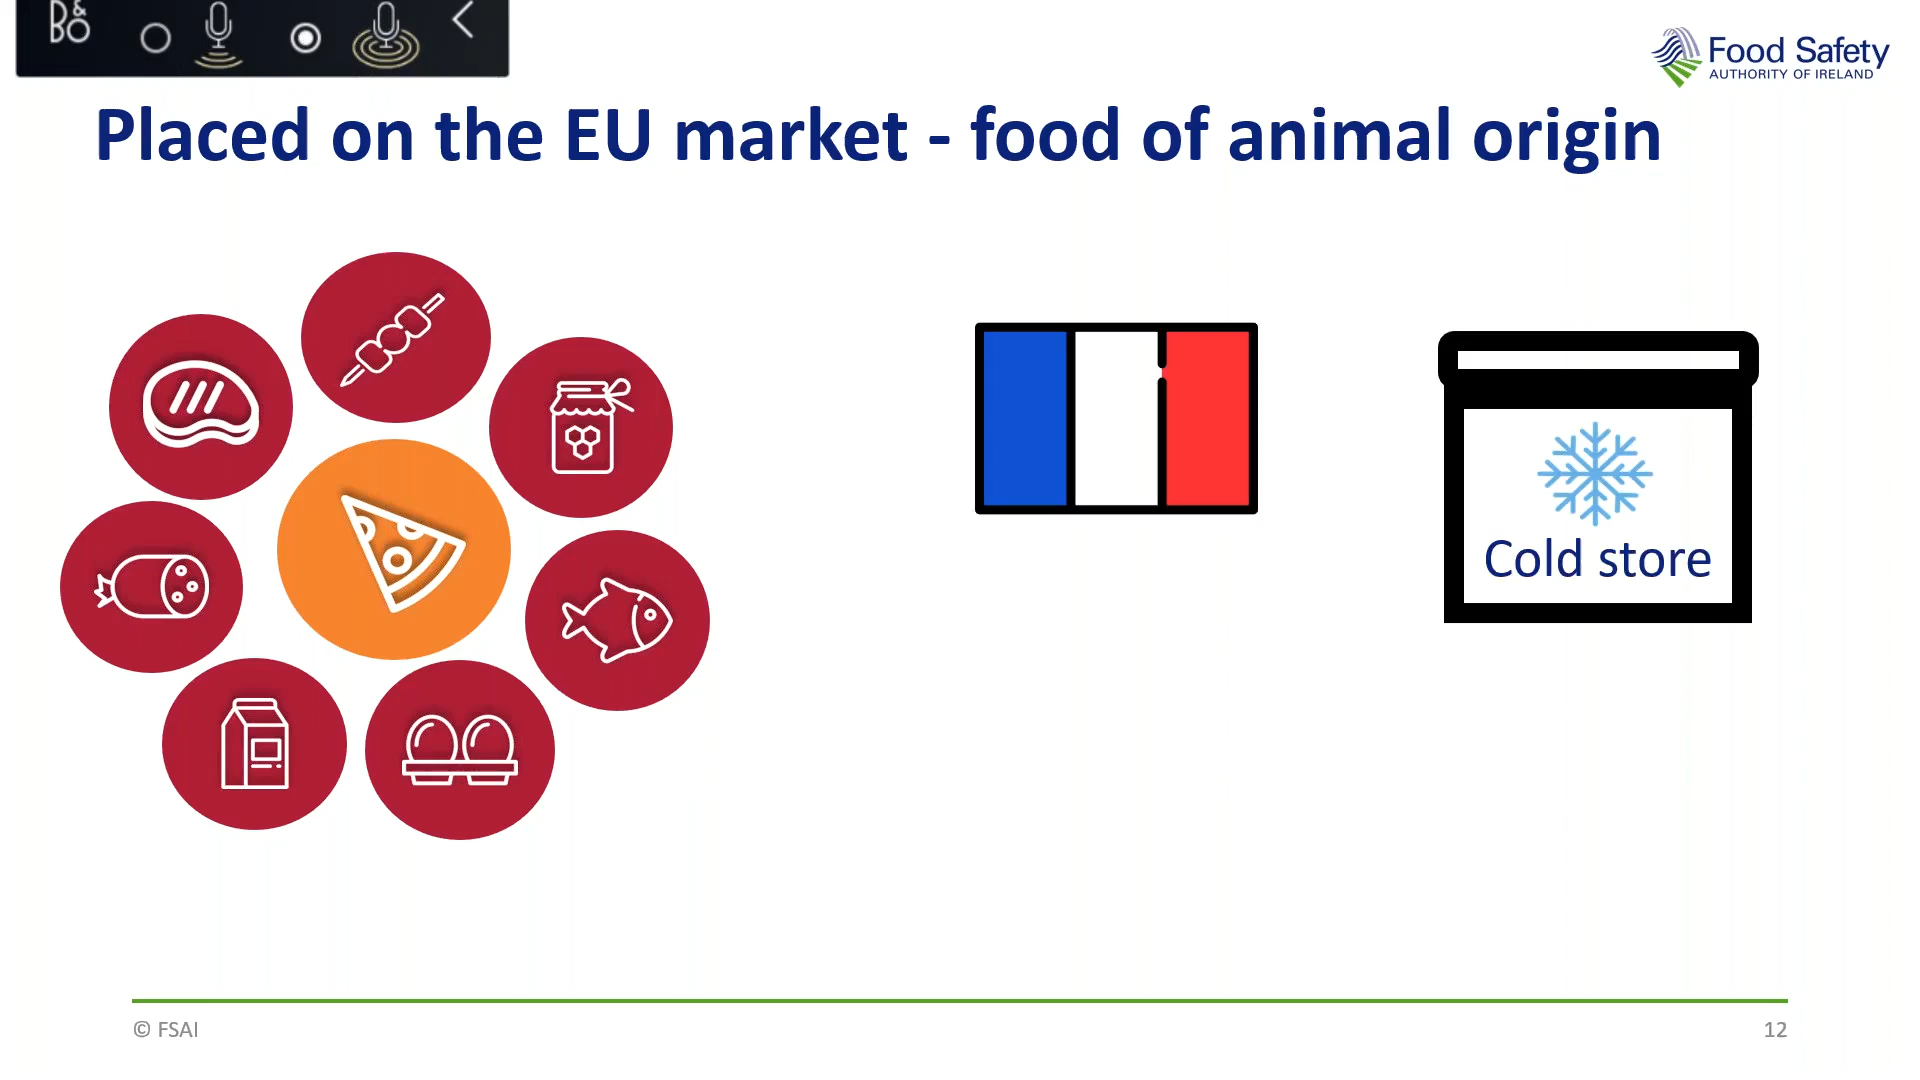 B&O
Food Safety
AUTHORITY OF IRELAND
Placed on the EU market - food of animal origin
Cold store
© FSAI
12